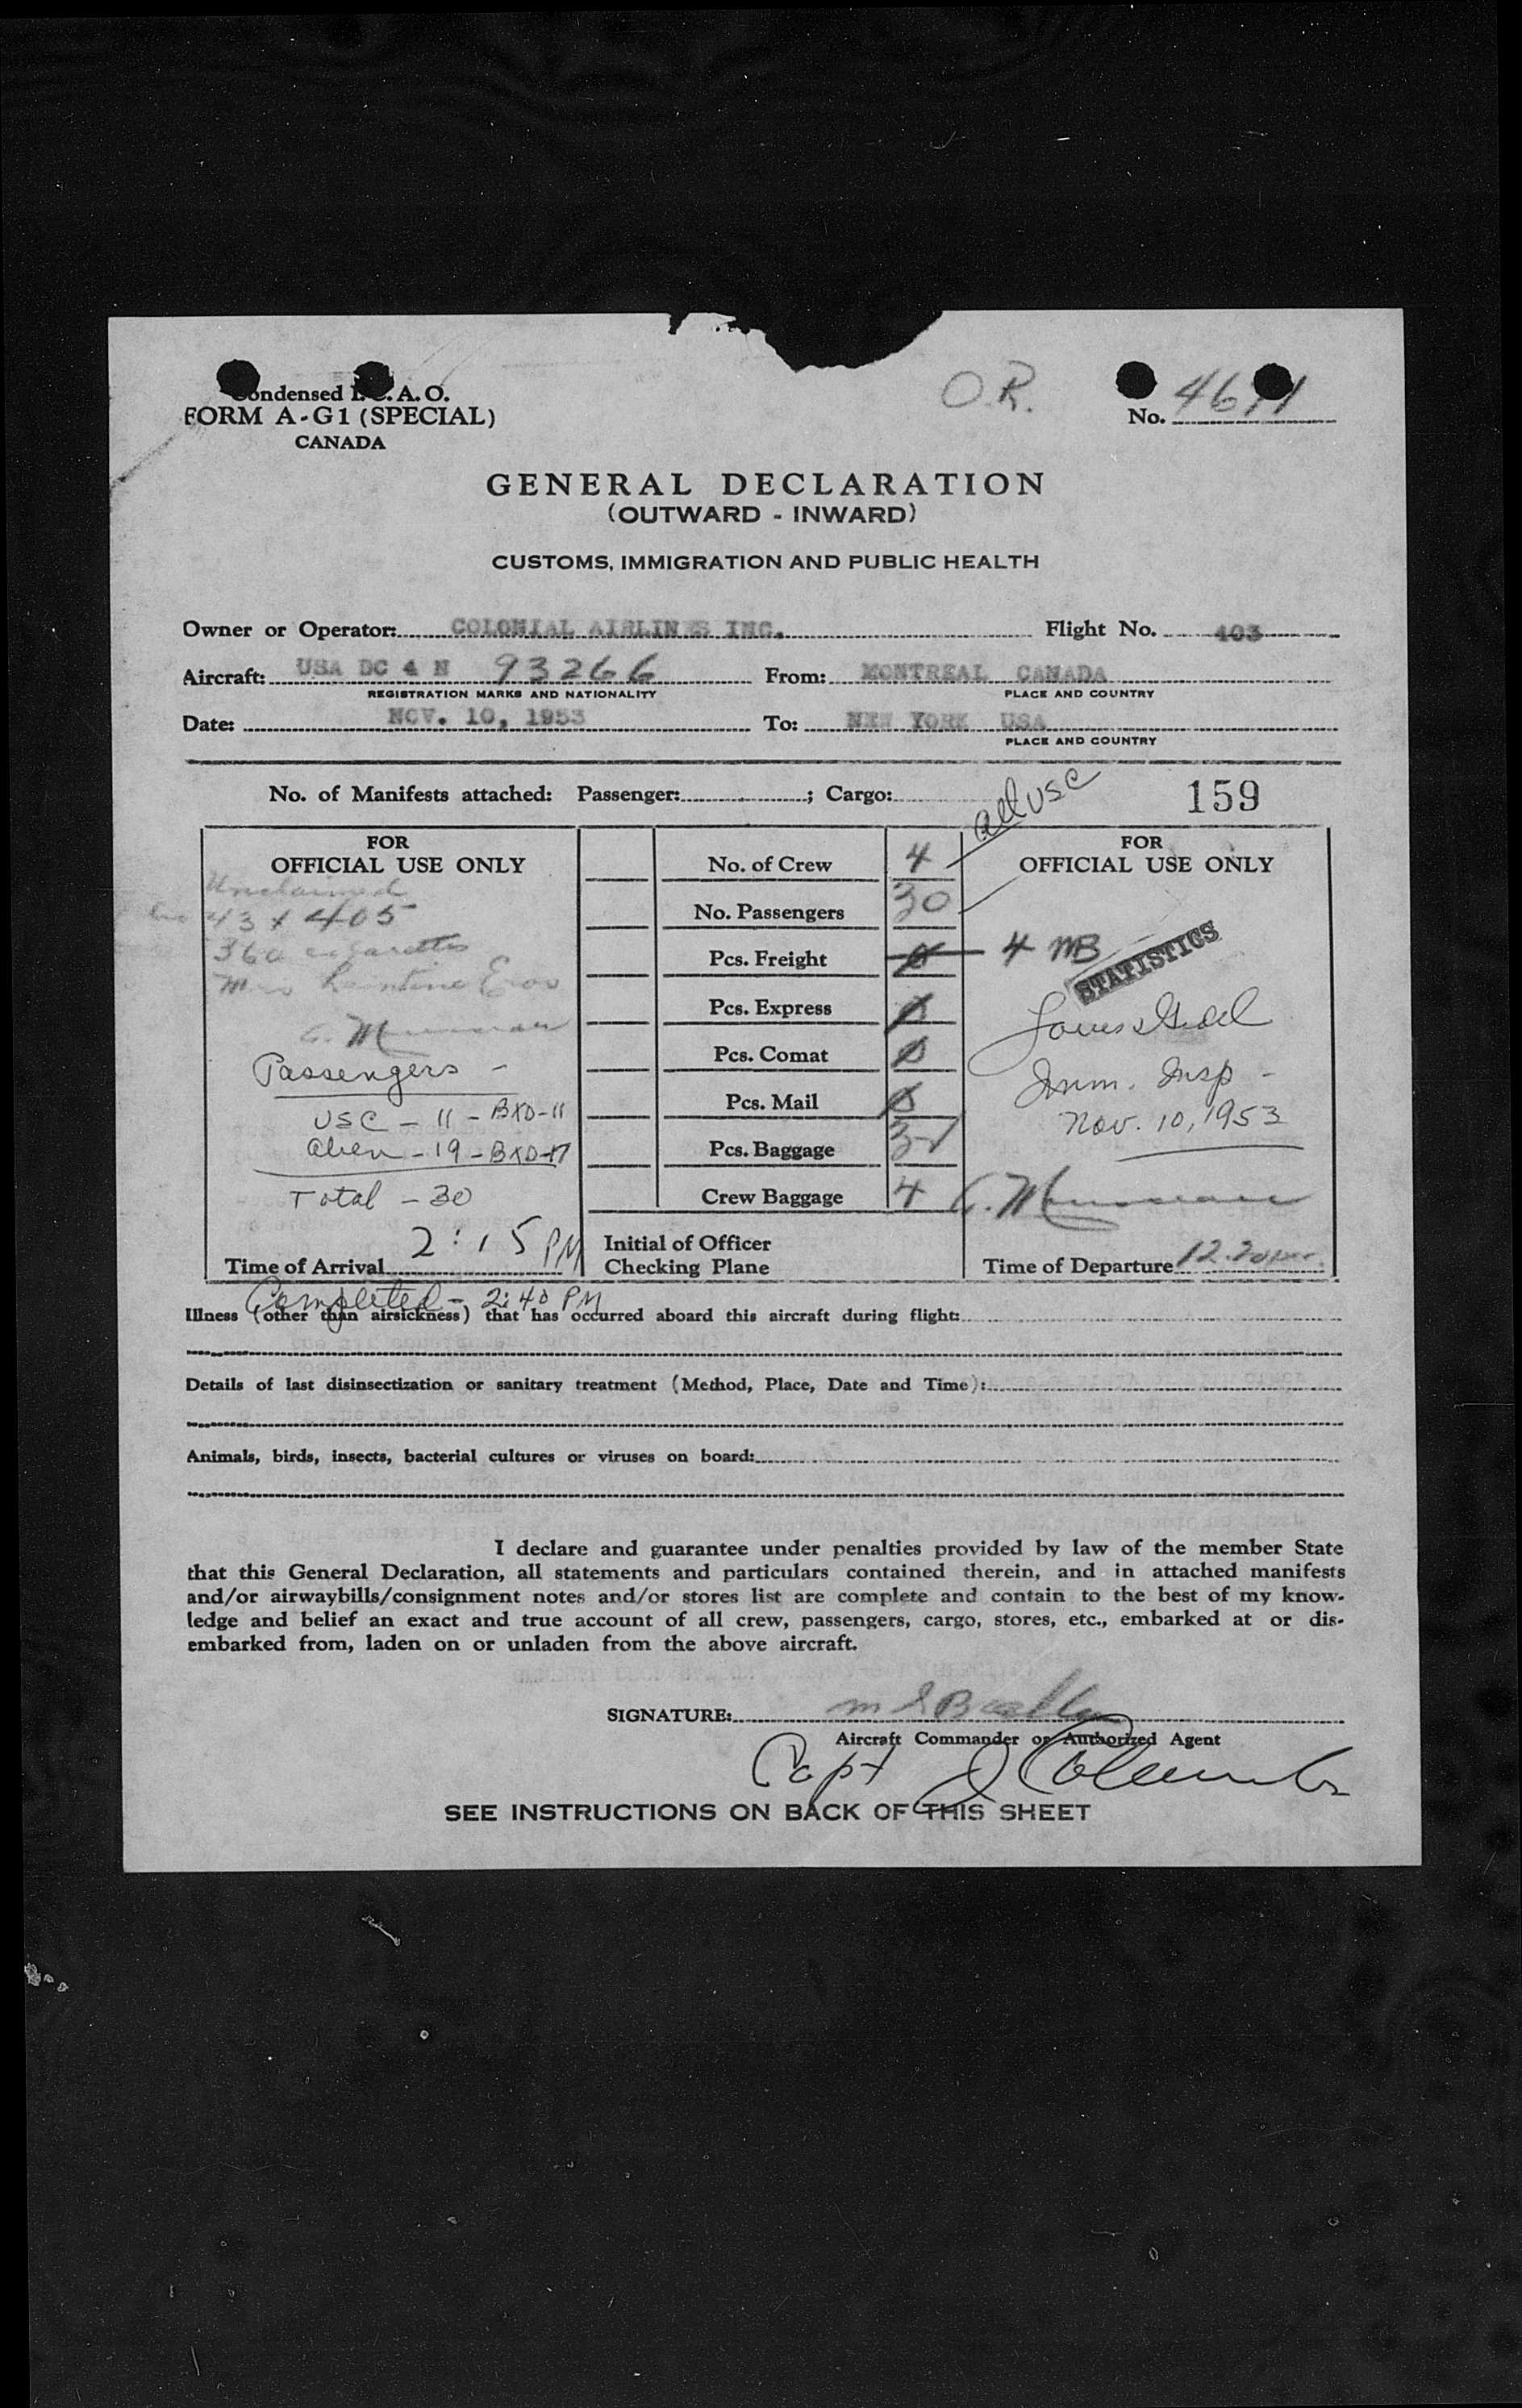 Condensed I.C.A.O.
FORM A-G1 (SPECIAL)
CANADA
O.R.
No.
GENERAL DECLARATION
(OUTWARD - INWARD)
CUSTOMS, IMMIGRATION AND PUBLIC HEALTH
Owner or Operator: COLONIAL AIRLINES INC. Flight No. 403
Aircraft: USA DC 4 N 93266 From: MONTREAL CANADA
REGISTRATION MARKS AND NATIONALITY PLACE AND COUNTRY
Date: NOV. 10, 1953 To: NEW YORK USA
PLACE AND COUNTRY
No. of Manifests attached: Passenger: ; Cargo: 159
all USC
FOR
OFFICIAL USE ONLY
Unclaimed
43 x 405
360 cigarettes
Mrs
Passengers -
USC - 11 - BXD-11
Alien - 19 - BXD-17
Total - 30
Time of Arrival 2:15 PM
Completed - 2:40 PM
No. of Crew 4
No. Passengers 30
Pcs. Freight 0
Pcs. Express 0
Pcs. Comat 0
Pcs. Mail 0
Pcs. Baggage
Crew Baggage 4
Initial of Officer
Checking Plane
FOR
OFFICIAL USE ONLY
4 MB
STATISTICS
Imm. Insp -
Nov. 10, 1953
Time of Departure
Illness (other than airsickness) that has occurred aboard this aircraft during flight:
Details of last disinsectization or sanitary treatment (Method, Place, Date and Time):
Animals, birds, insects, bacterial cultures or viruses on board:
I declare and guarantee under penalties provided by law of the member State
that this General Declaration, all statements and particulars contained therein, and in attached manifests
and/or airwaybills/consignment notes and/or stores list are complete and contain to the best of my know-
ledge and belief an exact and true account of all crew, passengers, cargo, stores, etc., embarked at or dis-
embarked from, laden on or unladen from the above aircraft.
SIGNATURE:
Aircraft Commander or Authorized Agent
Capt
SEE INSTRUCTIONS ON BACK OF THIS SHEET